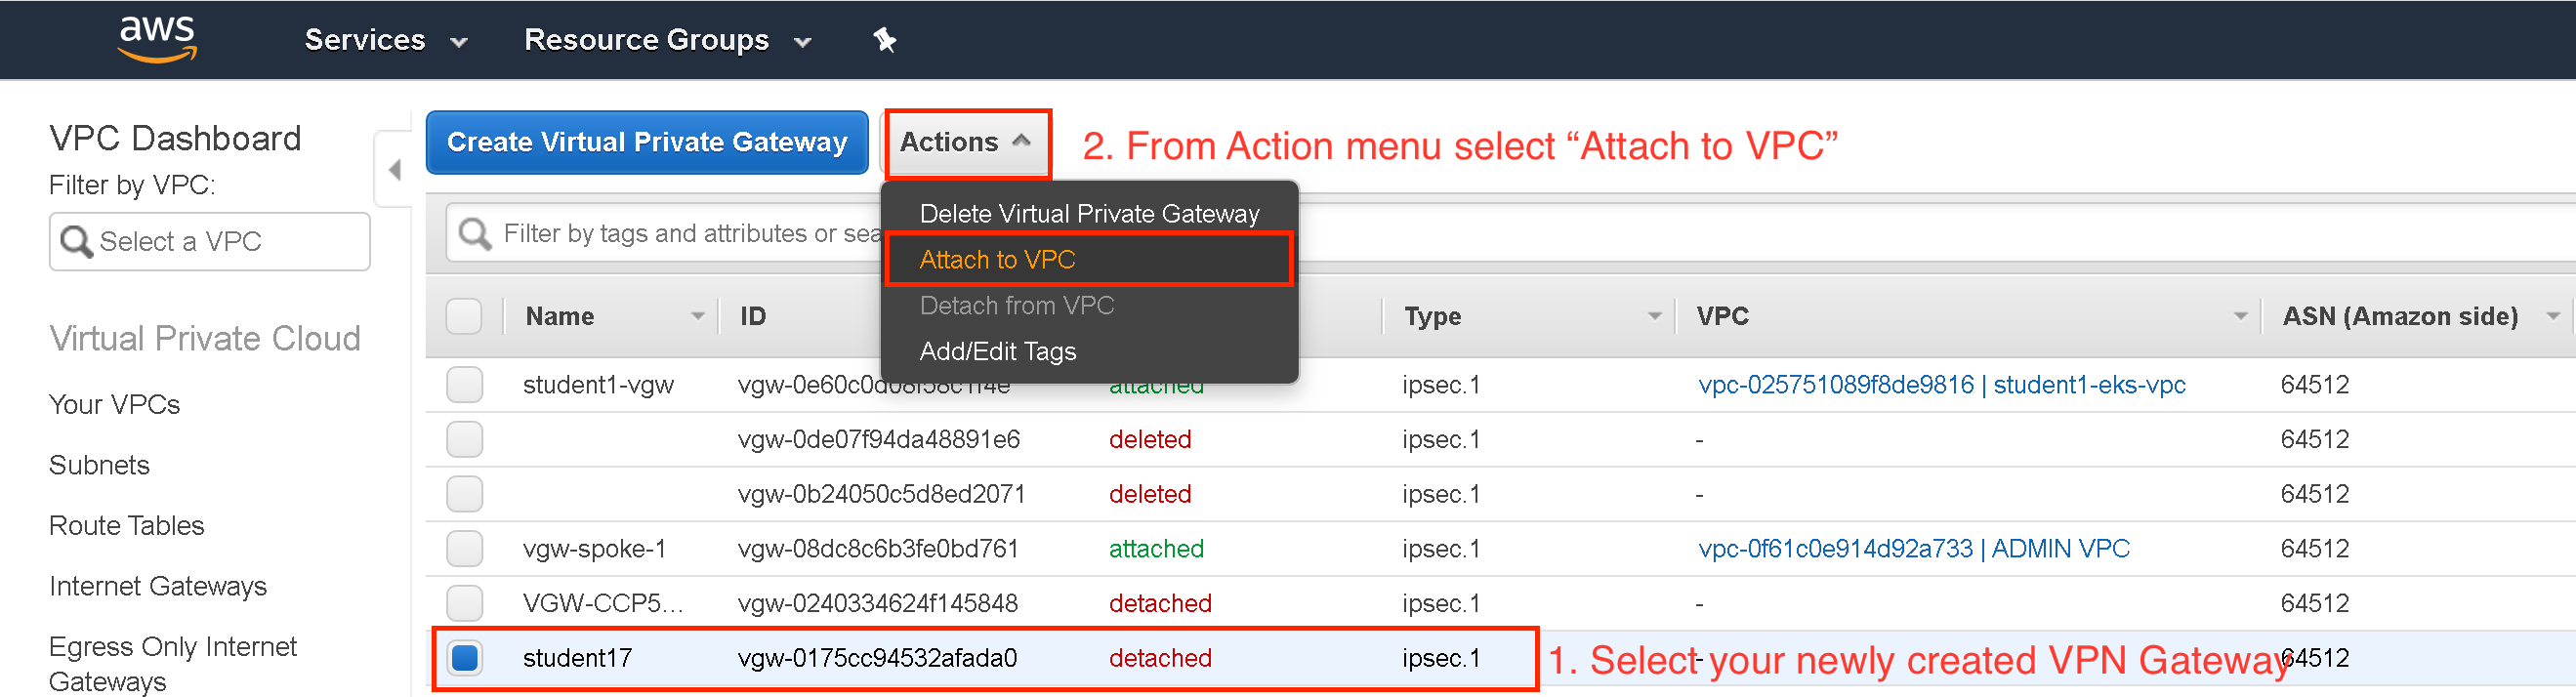 aws Services Resource Groups
VPC Dashboard
Filter by VPC:
Select a VPC
Virtual Private Cloud
Your VPCs
Subnets
Route Tables
Internet Gateways
Egress Only Internet
Gateways
Create Virtual Private Gateway Actions 2. From Action menu select “Attach to VPC”
Delete Virtual Private Gateway
Attach to VPC
Detach from VPC
Add/Edit Tags
Filter by tags and attributes or
Name ID Type VPC ASN (Amazon side)
student1-vgw attached ipsec.1 vpc-025751089f8de9816 | student1-eks-vpc 64512
vgw-0de07f94da48891e6 deleted ipsec.1 - 64512
vgw-0b24050c5d8ed2071 deleted ipsec.1 - 64512
vgw-spoke-1 vgw-08dc8c6b3fe0bd761 attached ipsec.1 vpc-0f61c0e914d92a733 | ADMIN VPC 64512
VGW-CCP5... vgw-0240334624f145848 detached ipsec.1 - 64512
student17 vgw-0175cc94532afada0 detached ipsec.1 - 64512
1. Select your newly created VPN Gateway